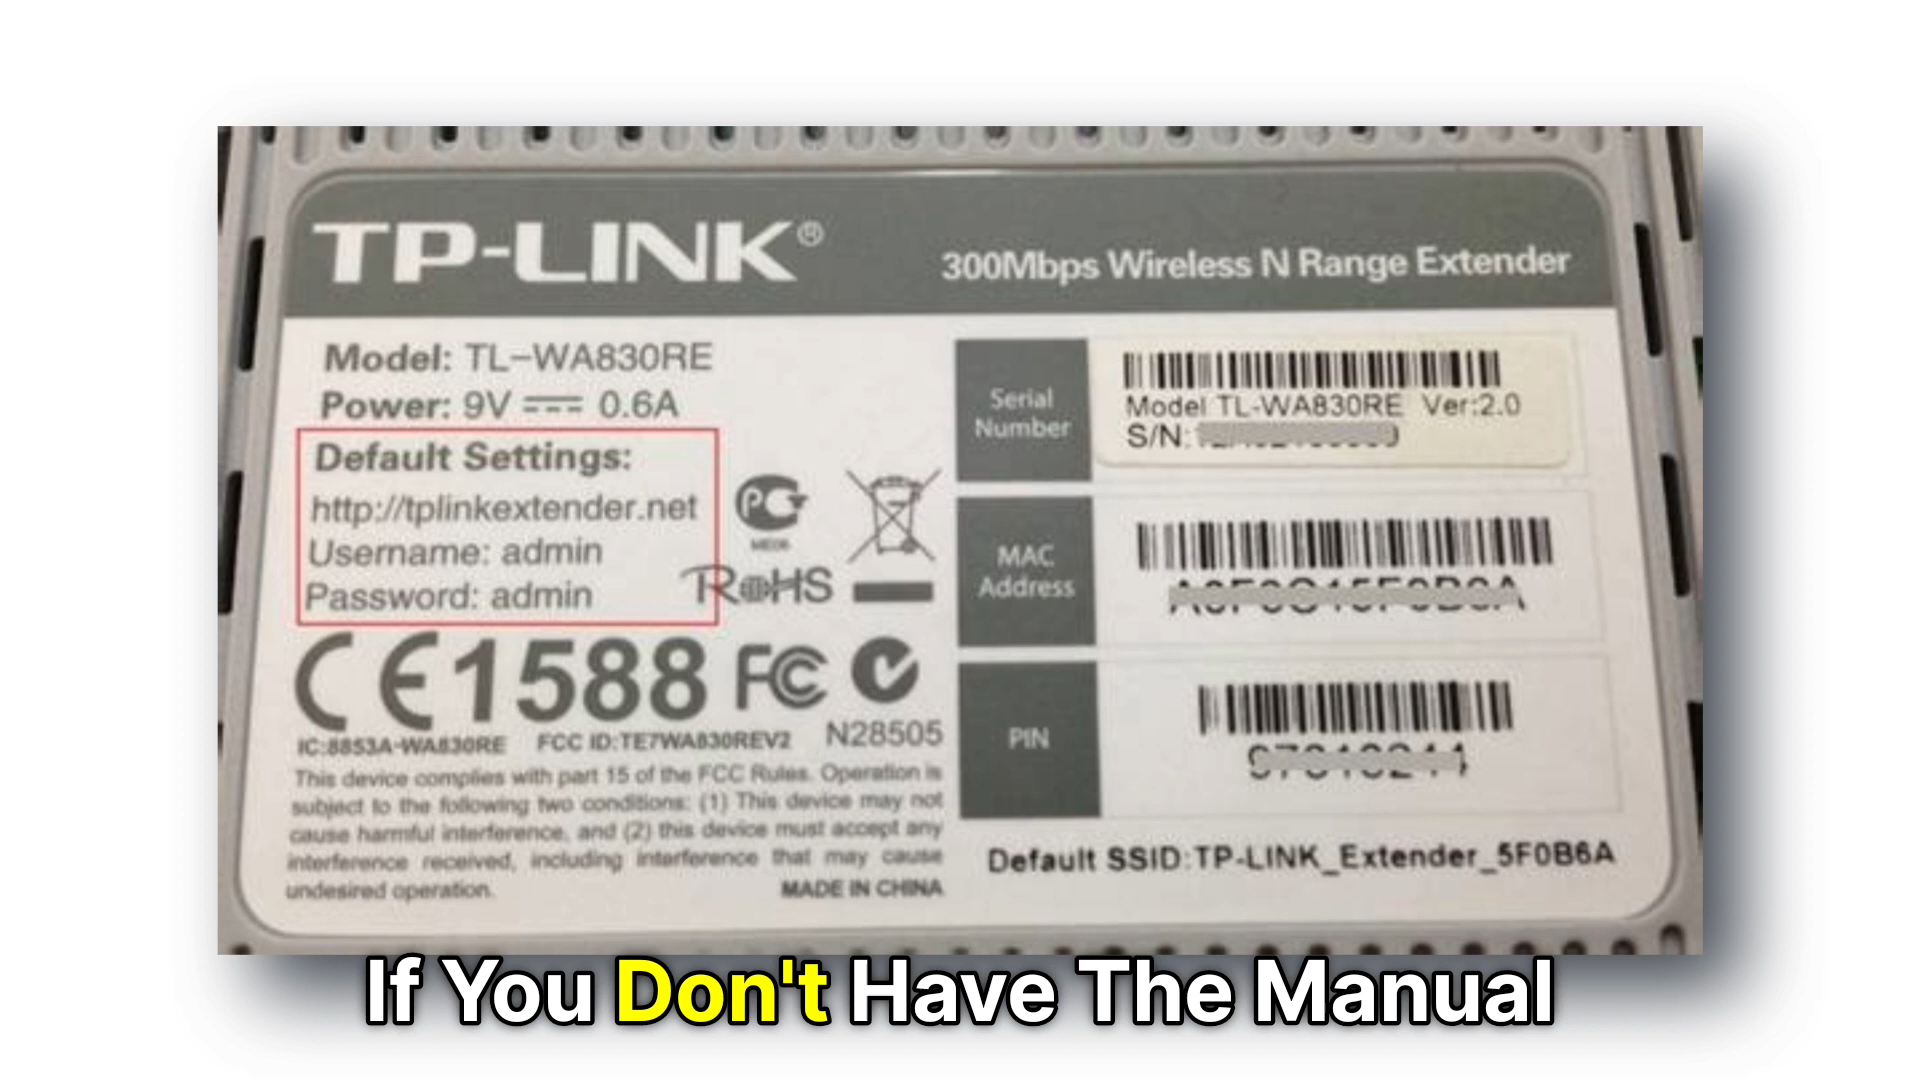 TP-LINK®
300Mbps Wireless N Range Extender
Model: TL-WA830RE
Power: 9V 0.6A
Default Settings:
http://tplinkextender.net
Username: admin
Password: admin
RoHS
CE1588 FC
IC:8853A-WA830RE FCC ID:TE7WA830REV2 N28505
This device complies with part 15 of the FCC Rules. Operation is
subject to the following two conditions: (1) This device may not
cause harmful interference, and (2) this device must accept any
interference received, including interference that may cause
undesired operation.
MADE IN CHINA
Serial
Number
Model TL-WA830RE Ver:2.0
S/N:
MAC
Address
PIN
Default SSID:TP-LINK_Extender_5F0B6A
If You Don't Have The Manual